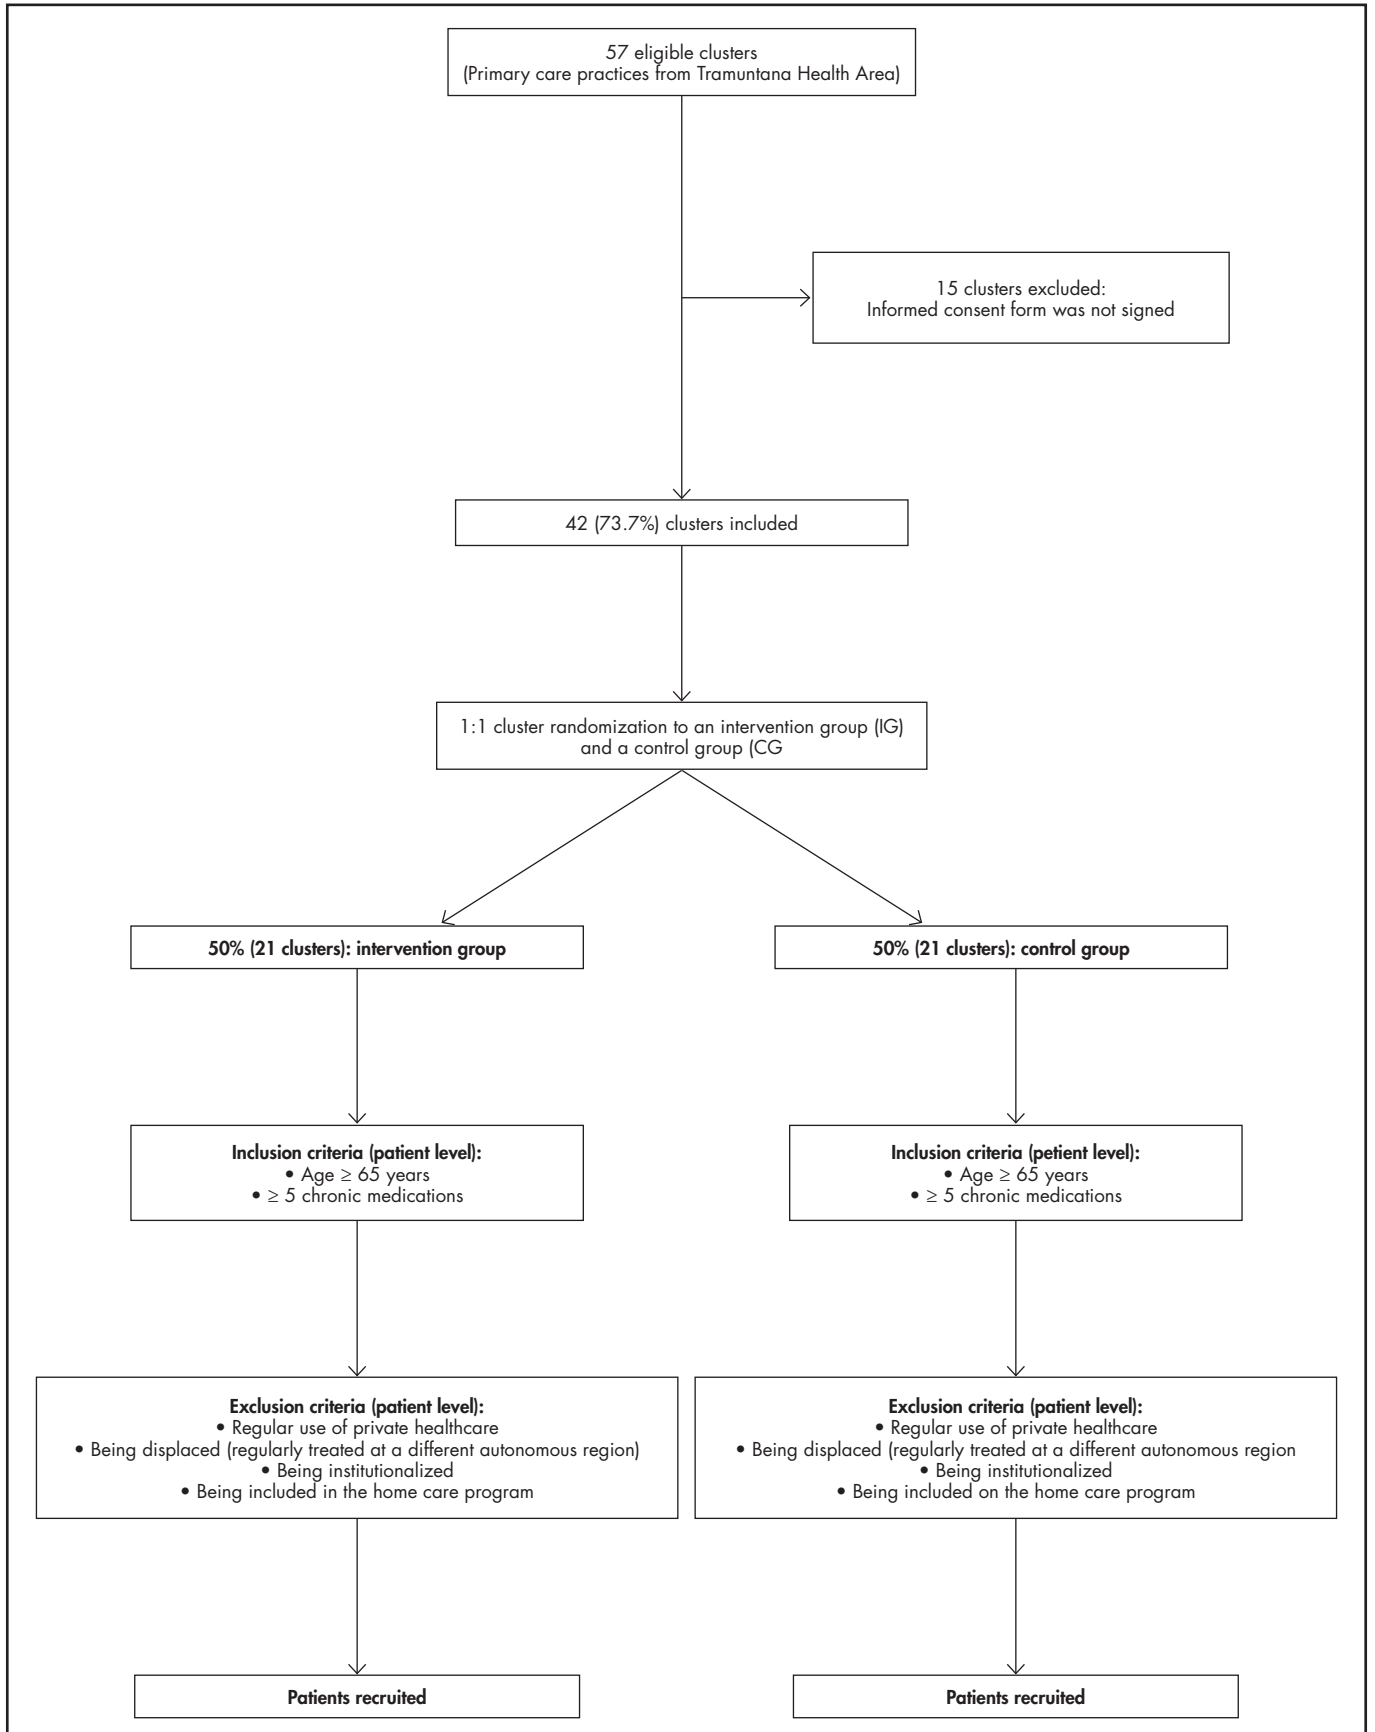 57 eligible clusters
(Primary care practices from Tramuntana Health Area)
15 clusters excluded:
Informed consent form was not signed
42 (73.7%) clusters included
1:1 cluster randomization to an intervention group (IG)
and a control group (CG
50% (21 clusters): intervention group
50% (21 clusters): control group
Inclusion criteria (patient level):
• Age ≥ 65 years
• ≥ 5 chronic medications
Inclusion criteria (petient level):
• Age ≥ 65 years
• ≥ 5 chronic medications
Exclusion criteria (patient level):
• Regular use of private healthcare
• Being displaced (regularly treated at a different autonomous region)
• Being institutionalized
• Being included in the home care program
Exclusion criteria (patient level):
• Regular use of private healthcare
• Being displaced (regularly treated at a different autonomous region
• Being institutionalized
• Being included on the home care program
Patients recruited
Patients recruited